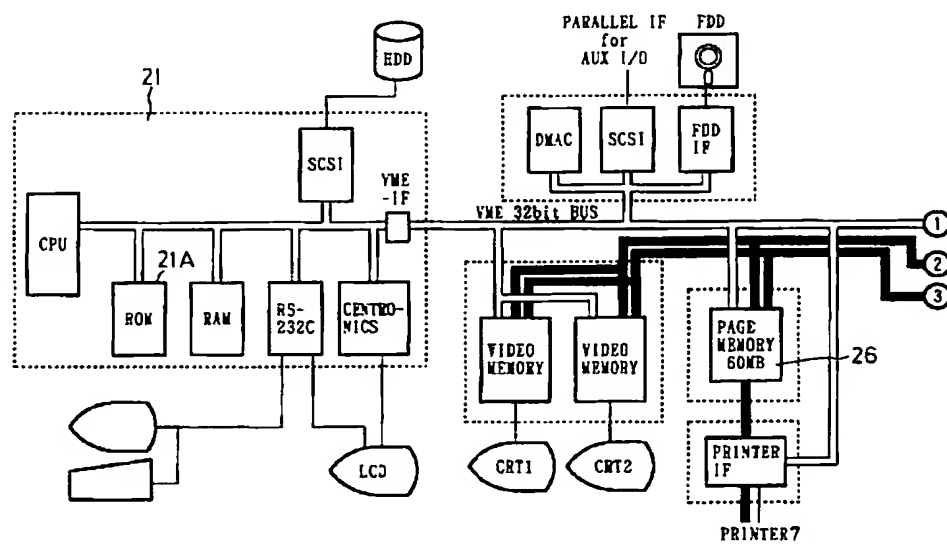 PARALLEL IF
for
AUX I/O
FDD
HDD
21
SCSI
DMAC
SCSI
FDD
IF
VME
-IF
VME 32bit BUS
CPU
1
2
3
21A
ROM
RAM
RS-
232C
CENTRO-
NICS
VIDEO
MEMORY
VIDEO
MEMORY
PAGE
MEMORY
60MB
26
LCD
CRT1
CRT2
PRINTER
IF
PRINTER7